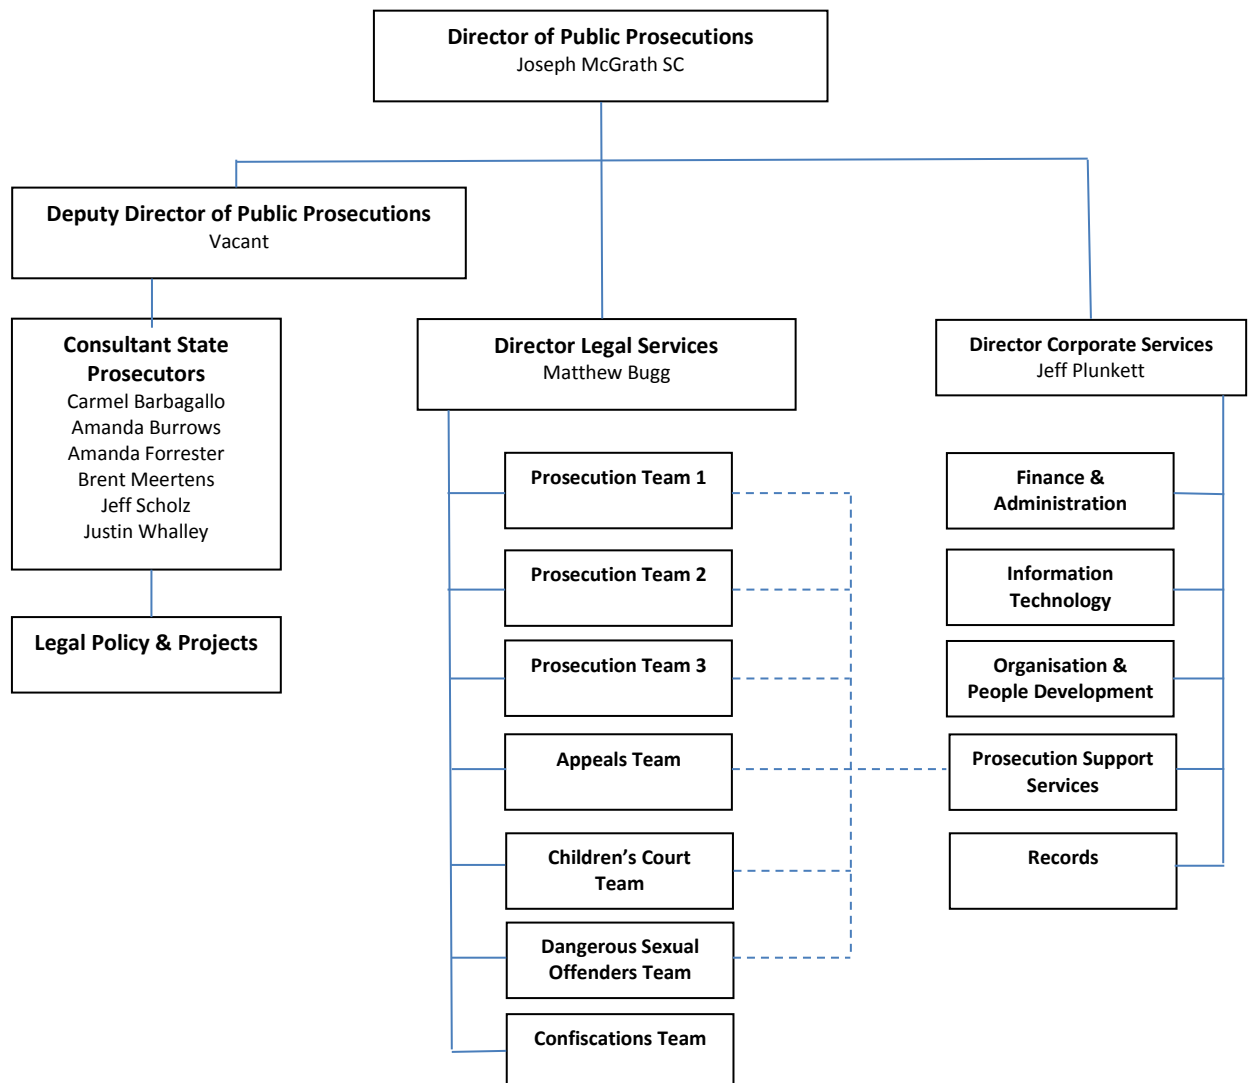 Director of Public Prosecutions
Joseph McGrath SC
Deputy Director of Public Prosecutions
Vacant
Consultant State
Prosecutors
Carmel Barbagallo
Amanda Burrows
Amanda Forrester
Brent Meertens
Jeff Scholz
Justin Whalley
Legal Policy & Projects
Director Legal Services
Matthew Bugg
Prosecution Team 1
Prosecution Team 2
Prosecution Team 3
Appeals Team
Children’s Court
Team
Dangerous Sexual
Offenders Team
Confiscations Team
Director Corporate Services
Jeff Plunkett
Finance &
Administration
Information
Technology
Organisation &
People Development
Prosecution Support
Services
Records